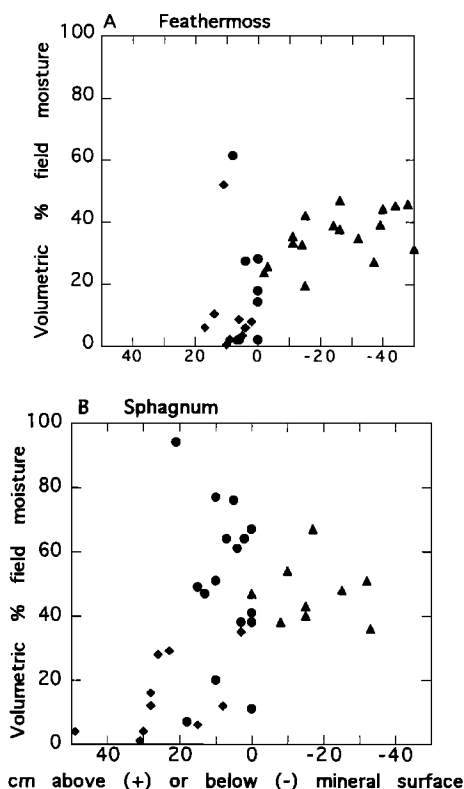 A Feathermoss
100
80
60
40
20
0
Volumetric % field moisture
40 20 0 -20 -40
B Sphagnum
100
80
60
40
20
0
Volumetric % field moisture
40 20 0 -20 -40
cm above (+) or below (-) mineral surface